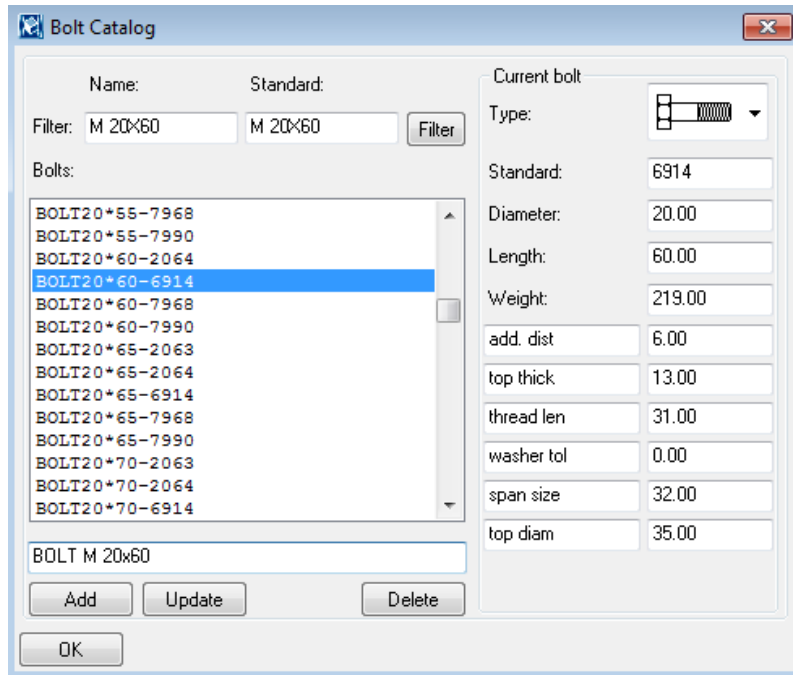 Bolt Catalog
Name: Standard:
Filter: M 20X60 M 20X60 Filter
Bolts:
BOLT20*55-7968
BOLT20*55-7990
BOLT20*60-2064
BOLT20*60-6914
BOLT20*60-7968
BOLT20*60-7990
BOLT20*65-2063
BOLT20*65-2064
BOLT20*65-6914
BOLT20*65-7968
BOLT20*65-7990
BOLT20*70-2063
BOLT20*70-2064
BOLT20*70-6914
BOLT M 20x60
Add Update Delete
OK
Current bolt
Type:
Standard: 6914
Diameter: 20.00
Length: 60.00
Weight: 219.00
add. dist 6.00
top thick 13.00
thread len 31.00
washer tol 0.00
span size 32.00
top diam 35.00